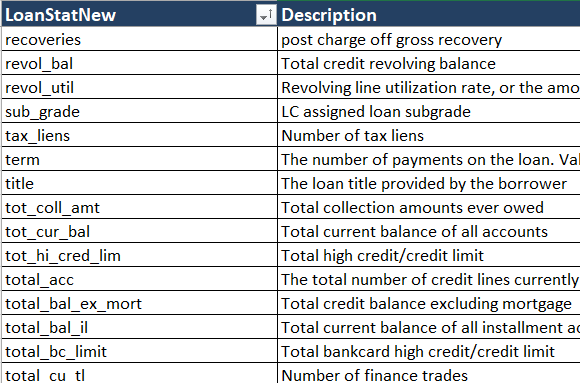 LoanStatNew Description
recoveries post charge off gross recovery
revol_bal Total credit revolving balance
revol_util Revolving line utilization rate, or the amo
sub_grade LC assigned loan subgrade
tax_liens Number of tax liens
term The number of payments on the loan. Val
title The loan title provided by the borrower
tot_coll_amt Total collection amounts ever owed
tot_cur_bal Total current balance of all accounts
tot_hi_cred_lim Total high credit/credit limit
total_acc The total number of credit lines currently
total_bal_ex_mort Total credit balance excluding mortgage
total_bal_il Total current balance of all installment ac
total_bc_limit Total bankcard high credit/credit limit
total_cu_tl Number of finance trades